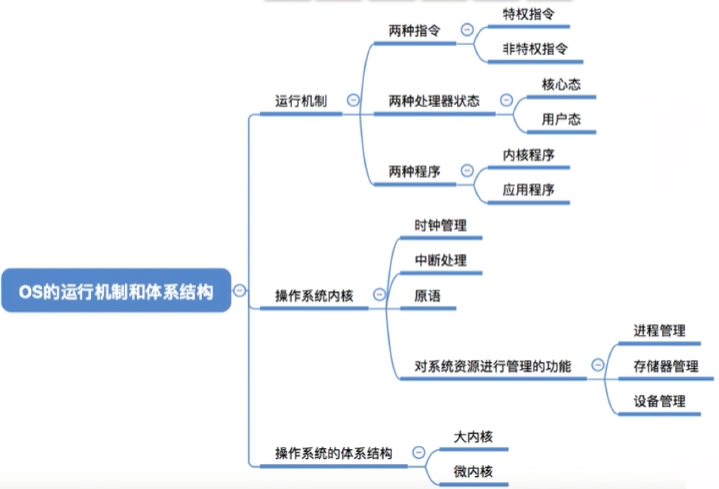 OS的运行机制和体系结构
运行机制
两种指令
特权指令
非特权指令
两种处理器状态
核心态
用户态
两种程序
内核程序
应用程序
操作系统内核
时钟管理
中断处理
原语
对系统资源进行管理的功能
进程管理
存储器管理
设备管理
操作系统的体系结构
大内核
微内核